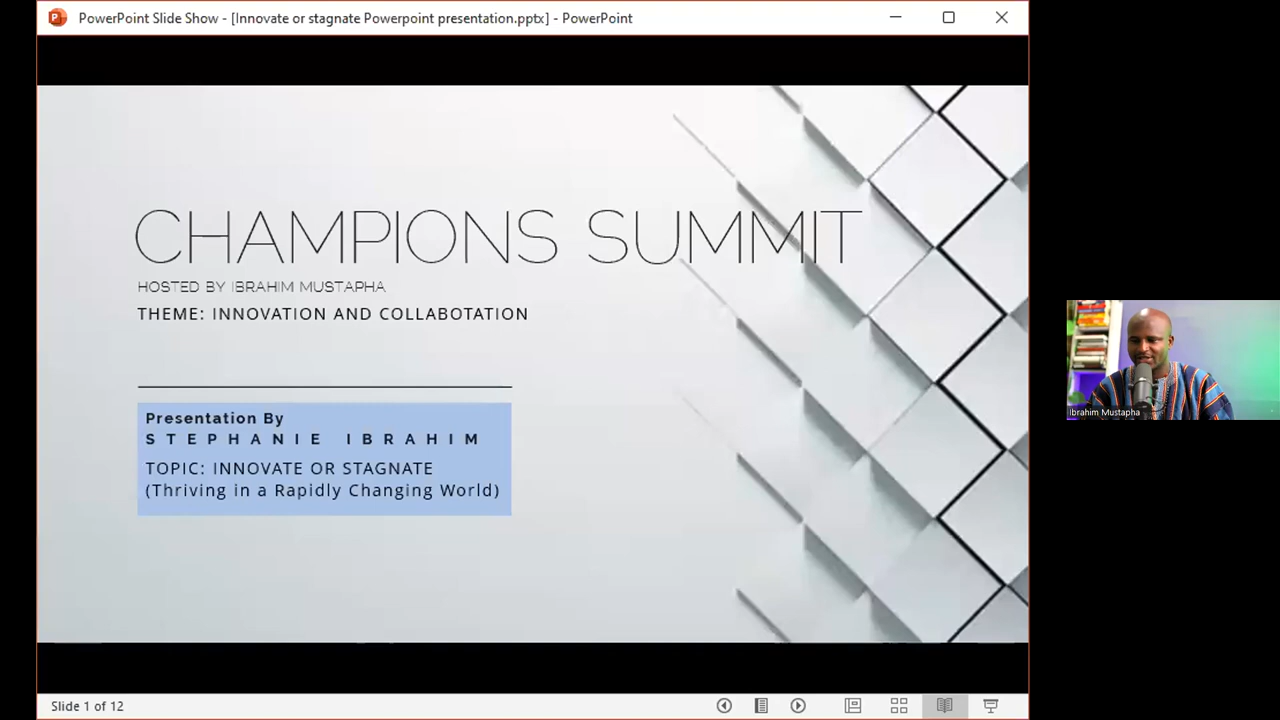 PowerPoint Slide Show - [Innovate or stagnate Powerpoint presentation.pptx] - PowerPoint
CHAMPIONS SUMMIT
HOSTED BY IBRAHIM MUSTAPHA
THEME: INNOVATION AND COLLABOTATION
Presentation By
STEPHANIE IBRAHIM
TOPIC: INNOVATE OR STAGNATE
(Thriving in a Rapidly Changing World)
Ibrahim Mustapha
Slide 1 of 12